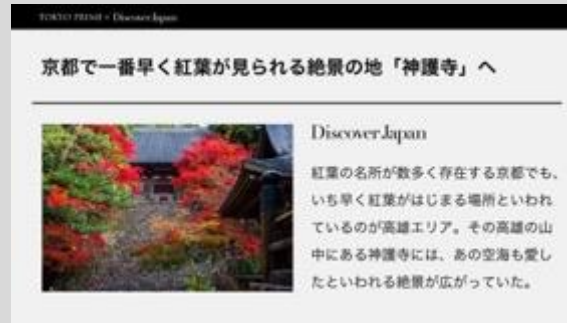 TOKYO PRIME × Discover Japan
京都で一番早く紅葉が見られる絶景の地「神護寺」へ
Discover Japan
紅葉の名所が数多く存在する京都でも、
いち早く紅葉がはじまる場所といわれ
ているのが高雄エリア。その高雄の山
中にある神護寺には、あの空海も愛し
たといわれる絶景が広がっていた。